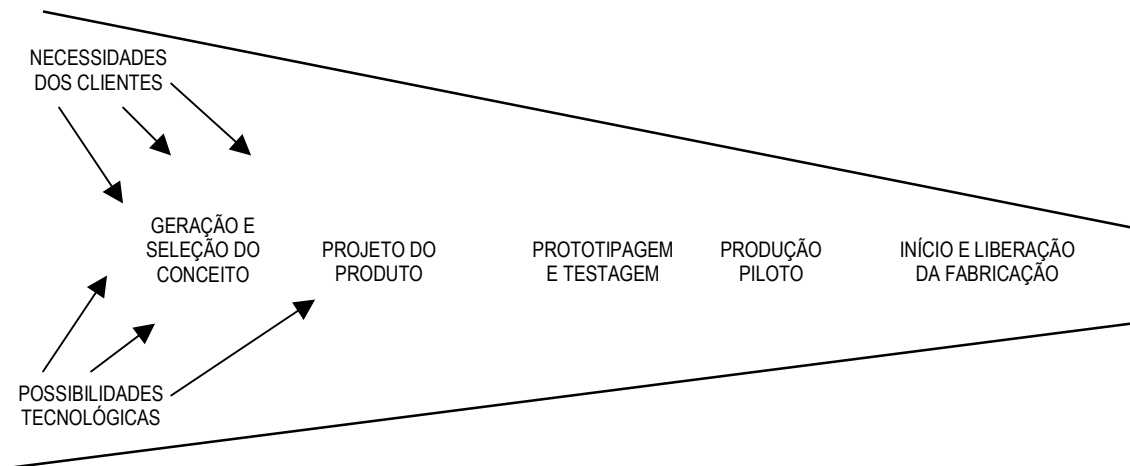 NECESSIDADES
DOS CLIENTES
GERAÇÃO E
SELEÇÃO DO
CONCEITO
PROJETO DO
PRODUTO
PROTOTIPAGEM
E TESTAGEM
PRODUÇÃO
PILOTO
INÍCIO E LIBERAÇÃO
DA FABRICAÇÃO
POSSIBILIDADES
TECNOLÓGICAS